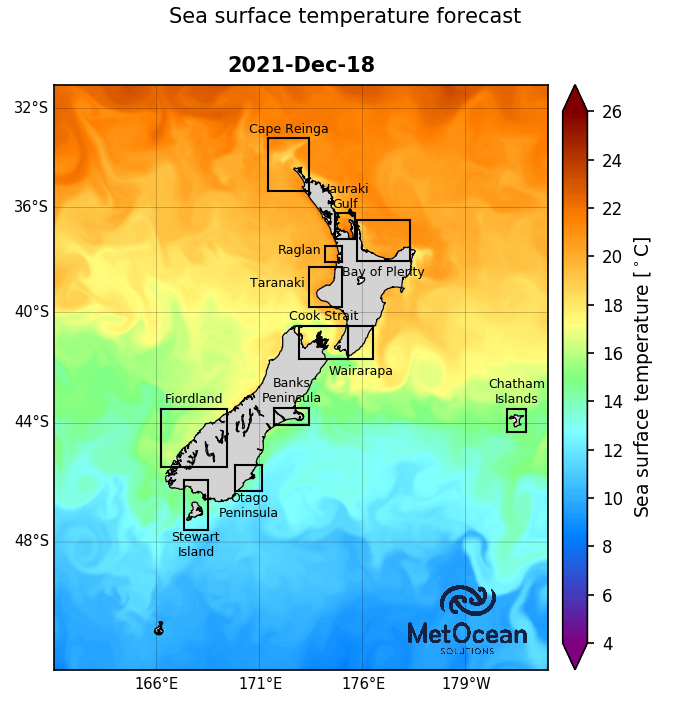 Sea surface temperature forecast
2021-Dec-18
32°S
36°S
40°S
44°S
48°S
166°E
171°E
176°E
179°W
Cape Reinga
Hauraki
Gulf
Raglan
Bay of Plenty
Taranaki
Cook Strait
Wairarapa
Banks
Peninsula
Fiordland
Chatham
Islands
Otago
Peninsula
Stewart
Island
MetOcean
SOLUTIONS
26
24
22
20
18
16
14
12
10
8
6
4
Sea surface temperature [°C]